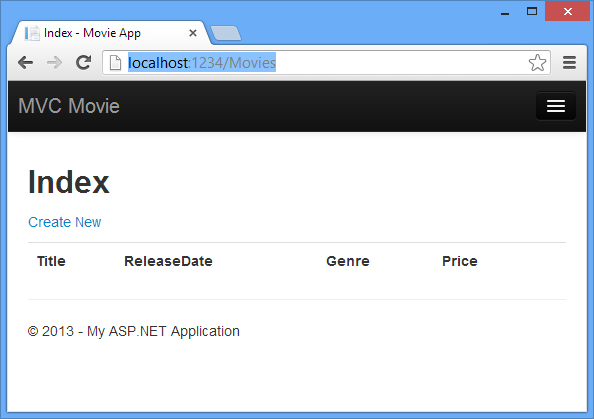 Index - Movie App
localhost:1234/Movies
MVC Movie
Index
Create New
Title ReleaseDate Genre Price
© 2013 - My ASP.NET Application